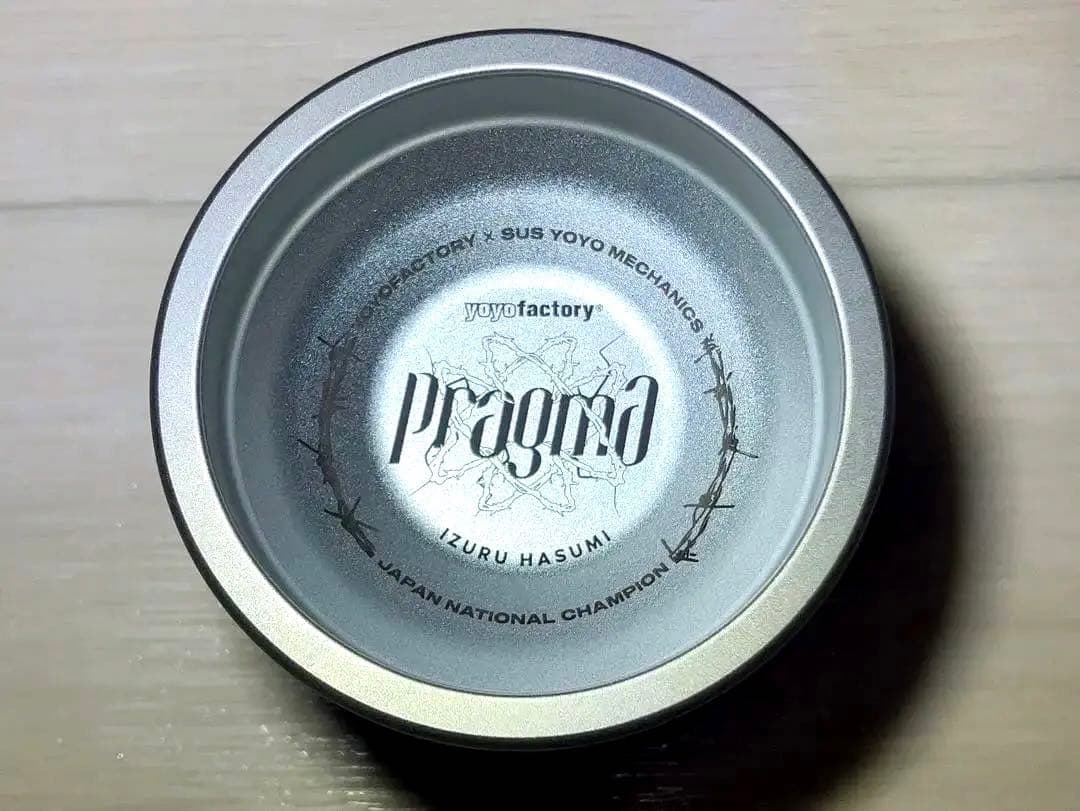 YOYOFACTORY x SUS YOYO MECHANICS
yoyofactory®
pragma
IZURU HASUMI
JAPAN NATIONAL CHAMPION